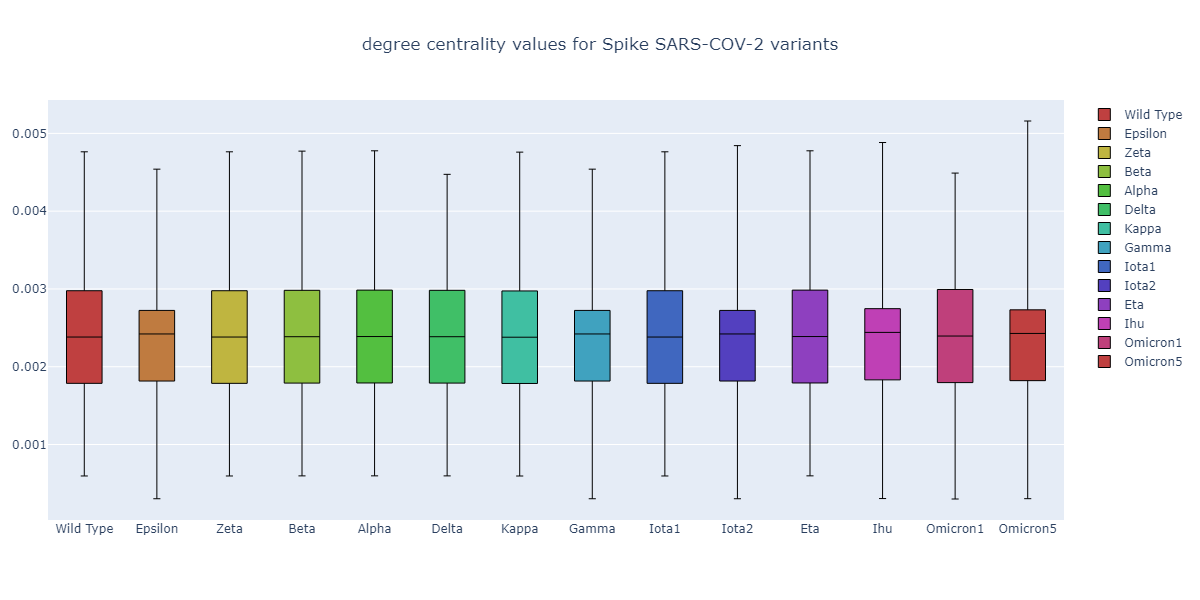 degree centrality values for Spike SARS-COV-2 variants
0.005
0.004
0.003
0.002
0.001
Wild Type
Epsilon
Zeta
Beta
Alpha
Delta
Kappa
Gamma
Iota1
Iota2
Eta
Ihu
Omicron1
Omicron5
Wild Type
Epsilon
Zeta
Beta
Alpha
Delta
Kappa
Gamma
Iota1
Iota2
Eta
Ihu
Omicron1
Omicron5